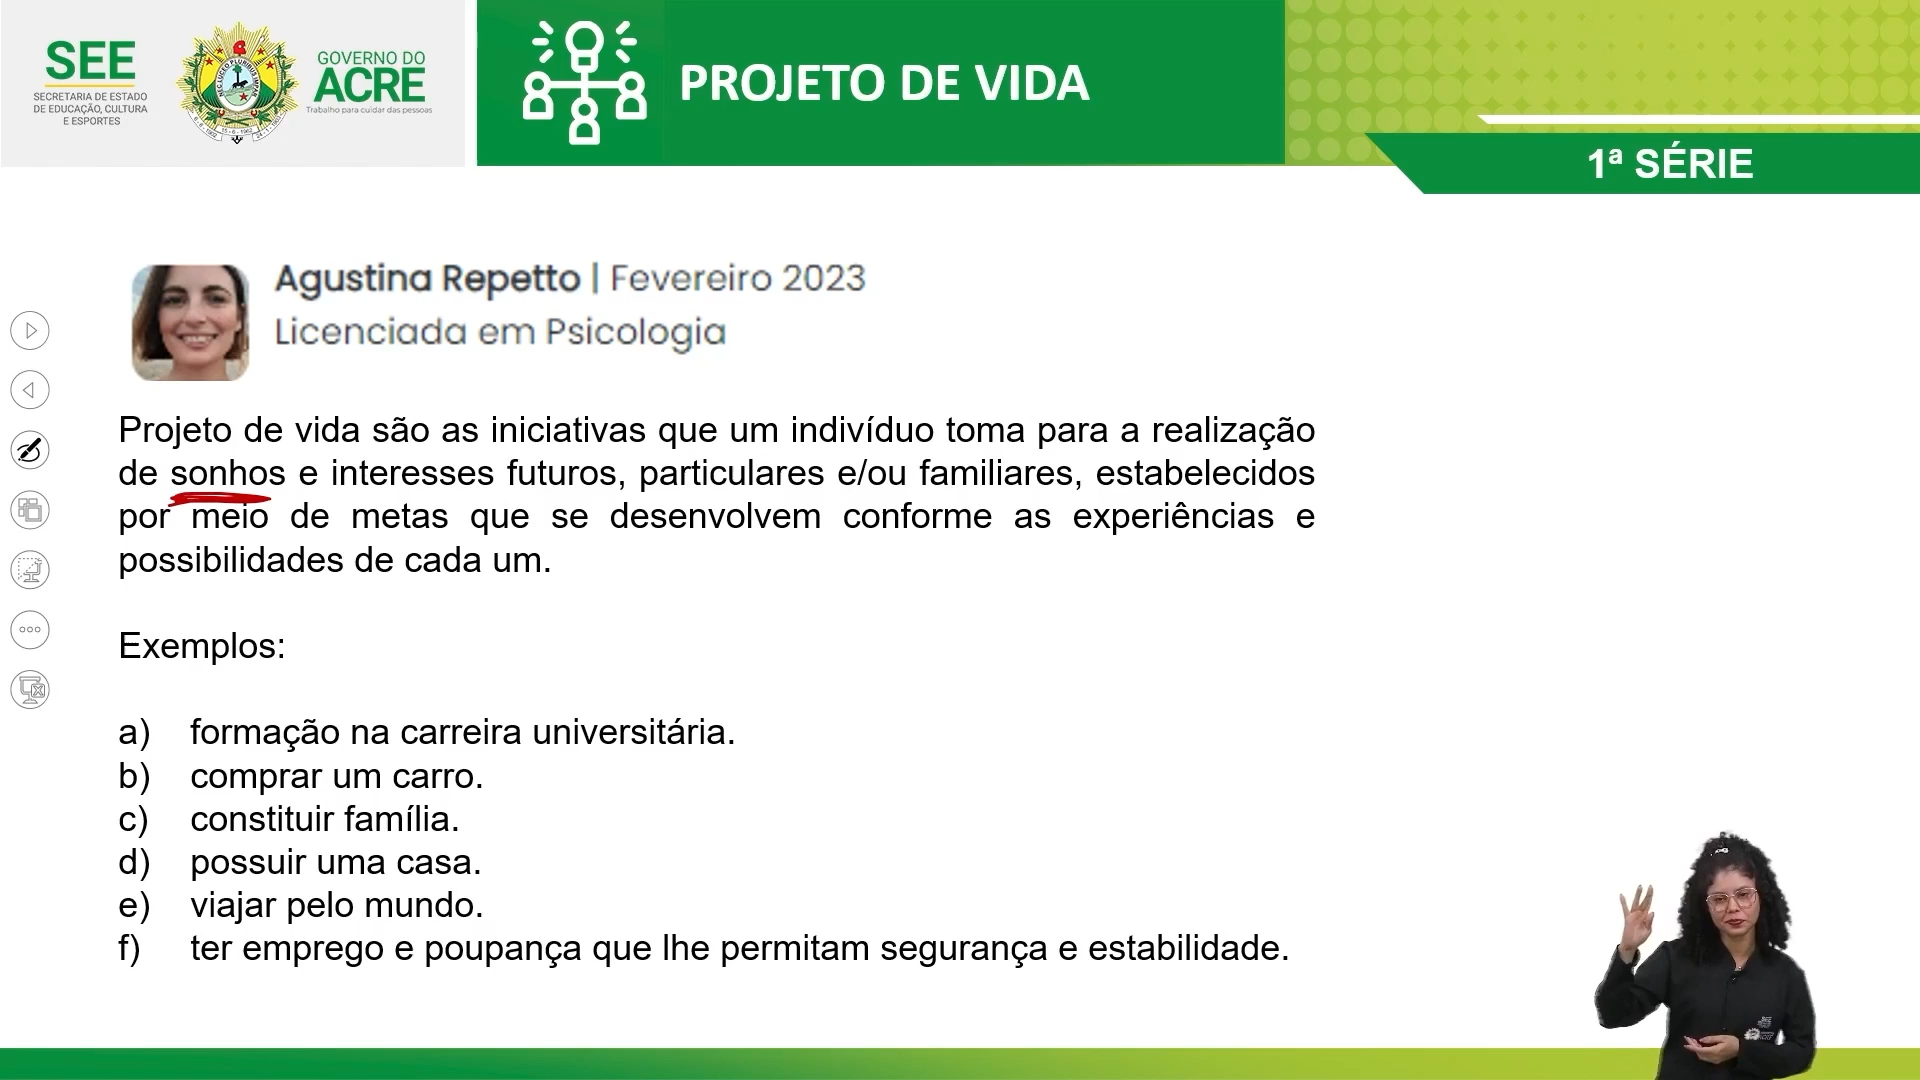 SEE
SECRETARIA DE ESTADO
DE EDUCAÇÃO, CULTURA
E ESPORTES
GOVERNO DO
ACRE
Trabalho para cuidar das pessoas
PROJETO DE VIDA
1ª SÉRIE
Agustina Repetto | Fevereiro 2023
Licenciada em Psicologia
Projeto de vida são as iniciativas que um indivíduo toma para a realização
de sonhos e interesses futuros, particulares e/ou familiares, estabelecidos
por meio de metas que se desenvolvem conforme as experiências e
possibilidades de cada um.
Exemplos:
a) formação na carreira universitária.
b) comprar um carro.
c) constituir família.
d) possuir uma casa.
e) viajar pelo mundo.
f) ter emprego e poupança que lhe permitam segurança e estabilidade.